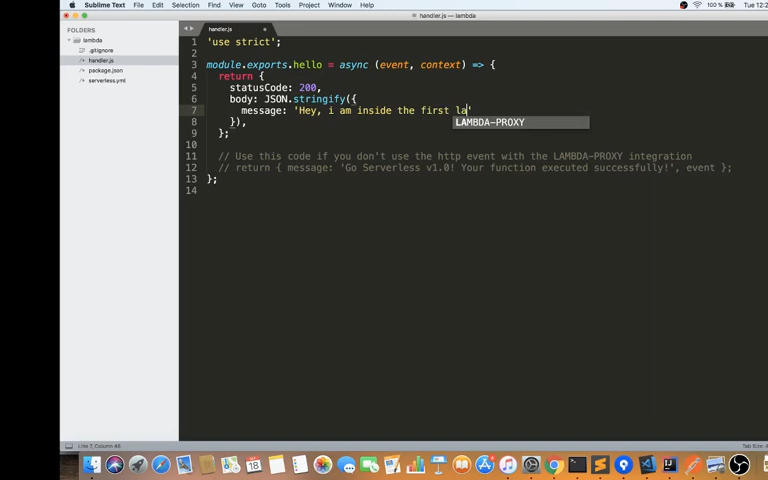 Sublime Text File Edit Selection Find View Goto Tools Project Window Help 100 % Tue 12:2
handler.js — lambda
FOLDERS
lambda
.gitignore
handler.js
package.json
serverless.yml
handler.js
1 'use strict';
2
3 module.exports.hello = async (event, context) => {
4 return {
5 statusCode: 200,
6 body: JSON.stringify({
7 message: 'Hey, i am inside the first la'
LAMBDA-PROXY
8 }),
9 };
10
11 // Use this code if you don't use the http event with the LAMBDA-PROXY integration
12 // return { message: 'Go Serverless v1.0! Your function executed successfully!', event };
13 };
14
Line 7, Column 46
Tab Size: 4
18